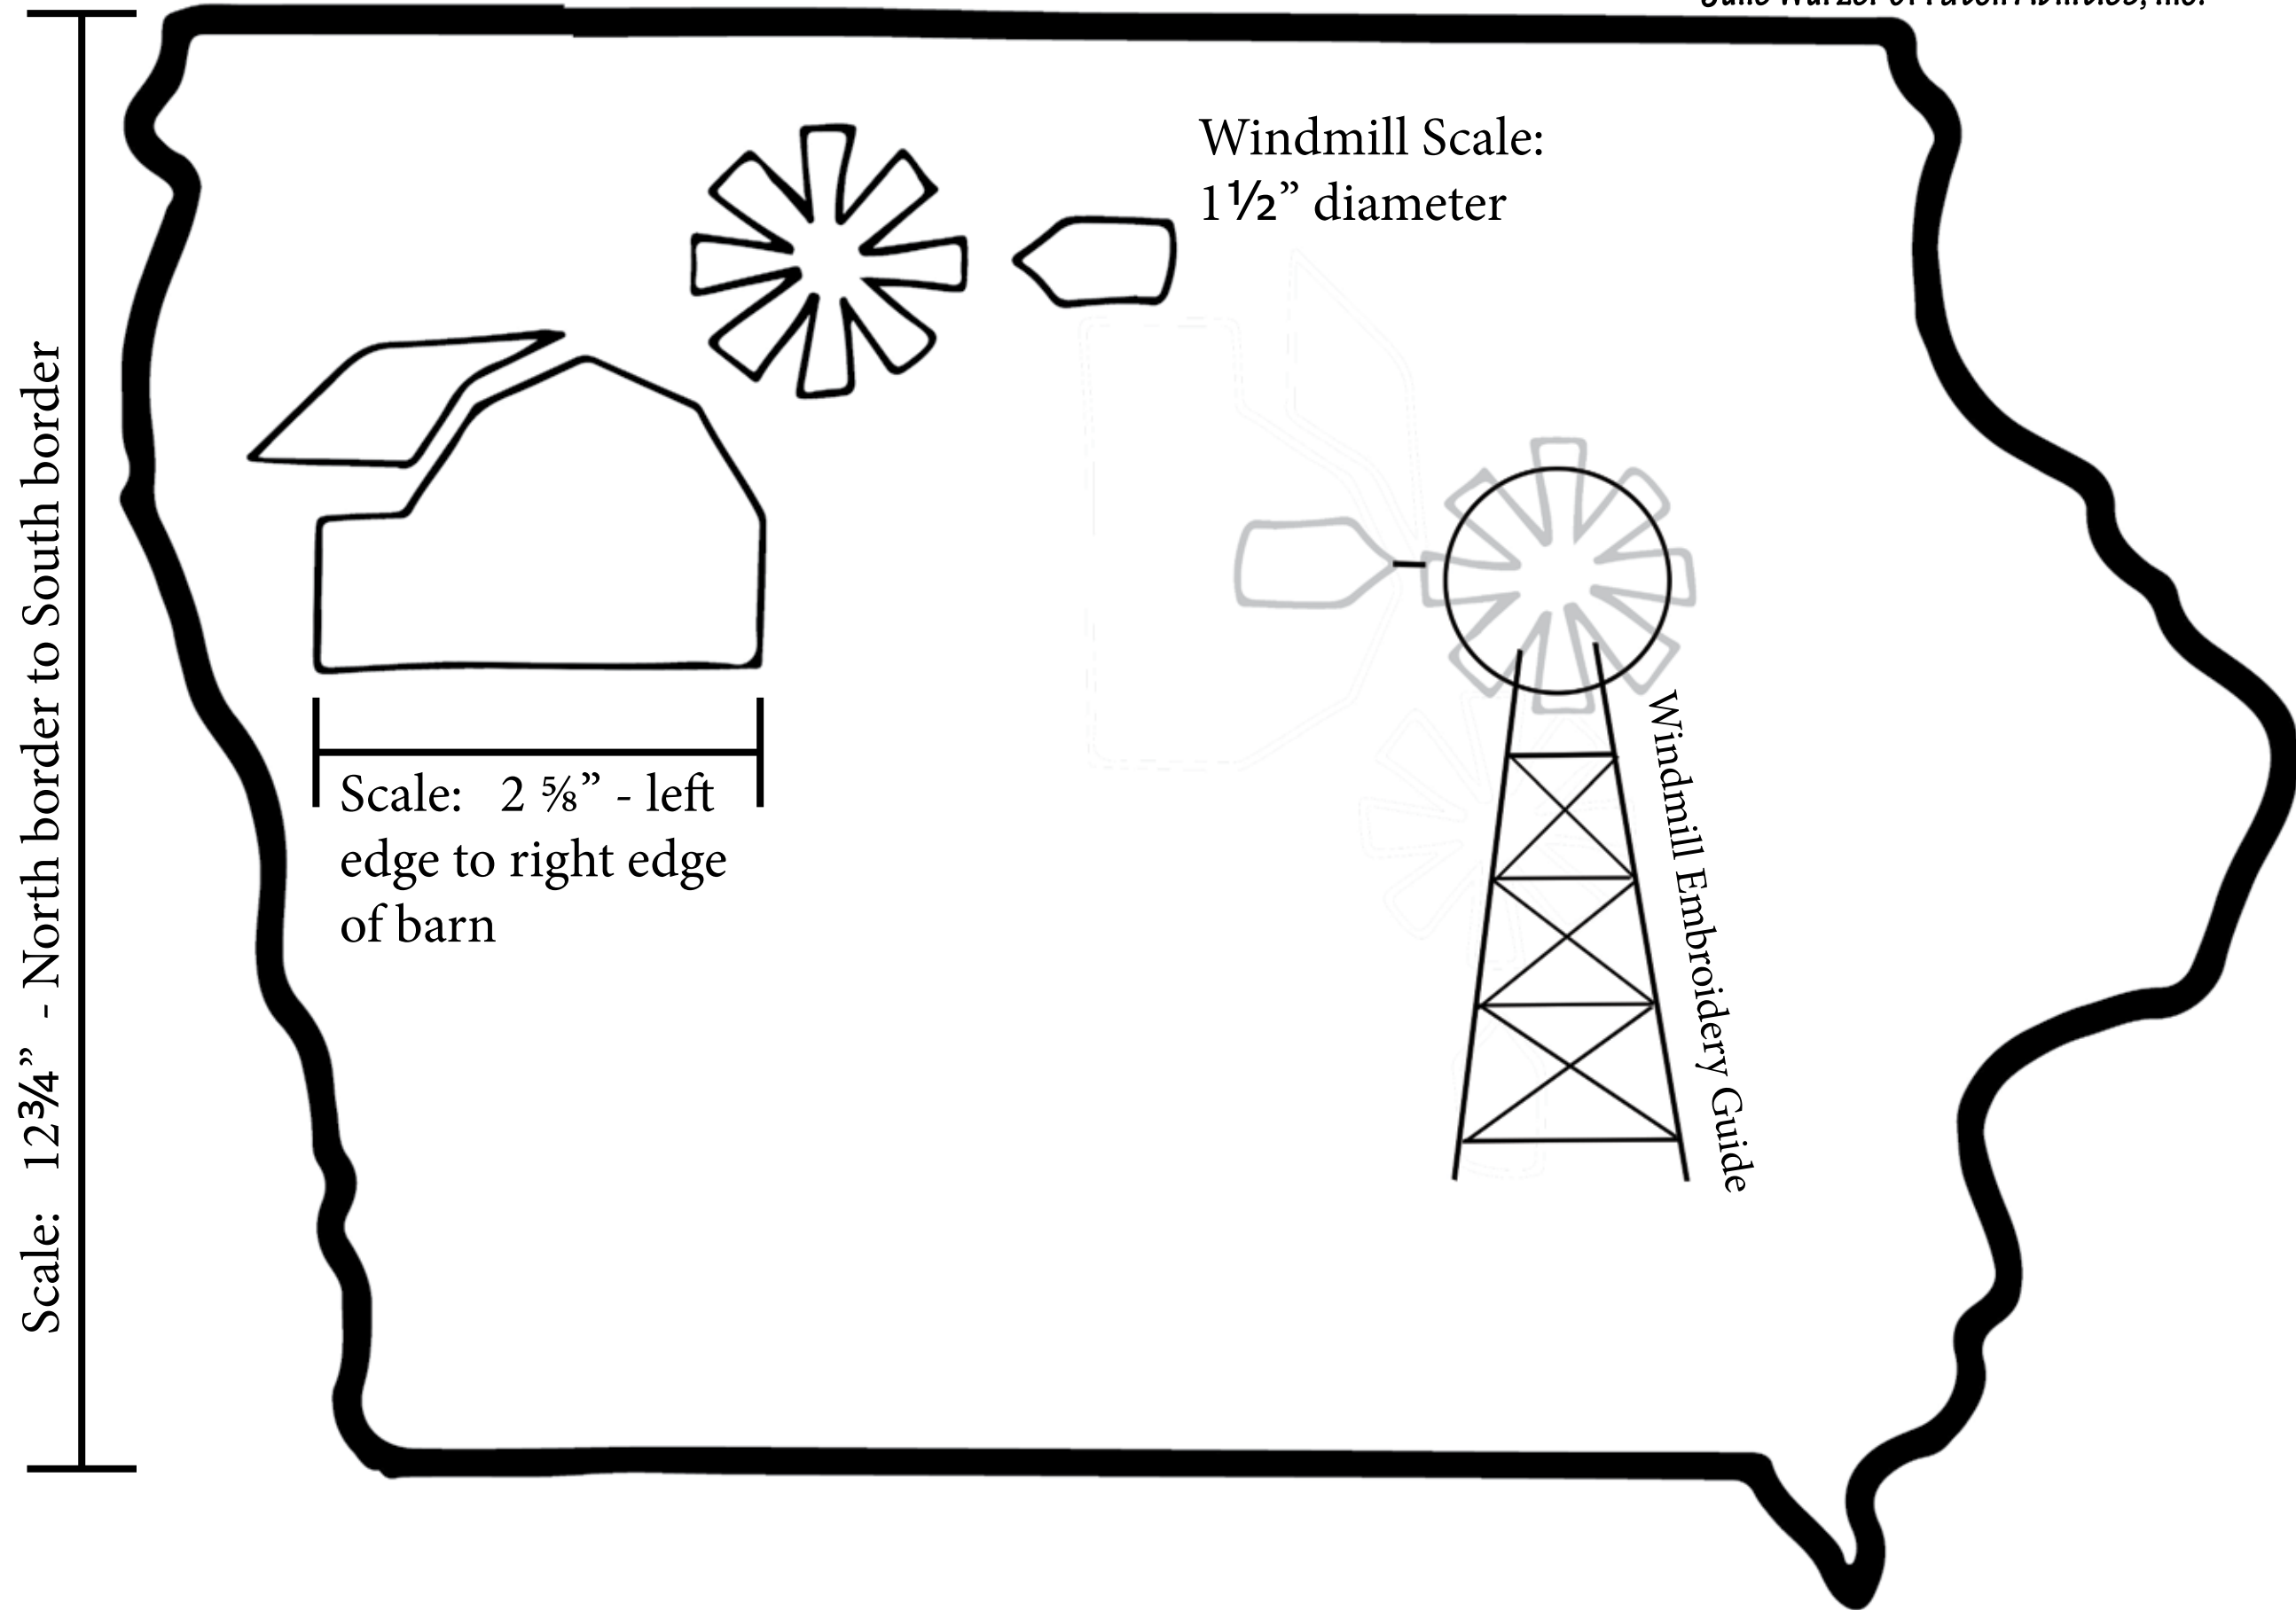 Windmill Scale:
1½” diameter
Scale: 12¾” - North border to South border
Scale: 2 ⅝” - left
edge to right edge
of barn
Windmill Embroidery Guide